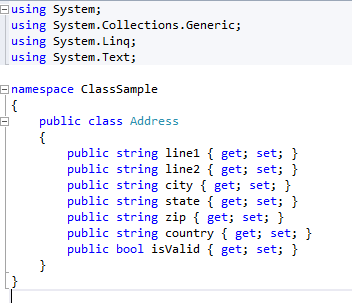 using System;
using System.Collections.Generic;
using System.Linq;
using System.Text;
namespace ClassSample
{
public class Address
{
public string line1 { get; set; }
public string line2 { get; set; }
public string city { get; set; }
public string state { get; set; }
public string zip { get; set; }
public string country { get; set; }
public bool isValid { get; set; }
}
}